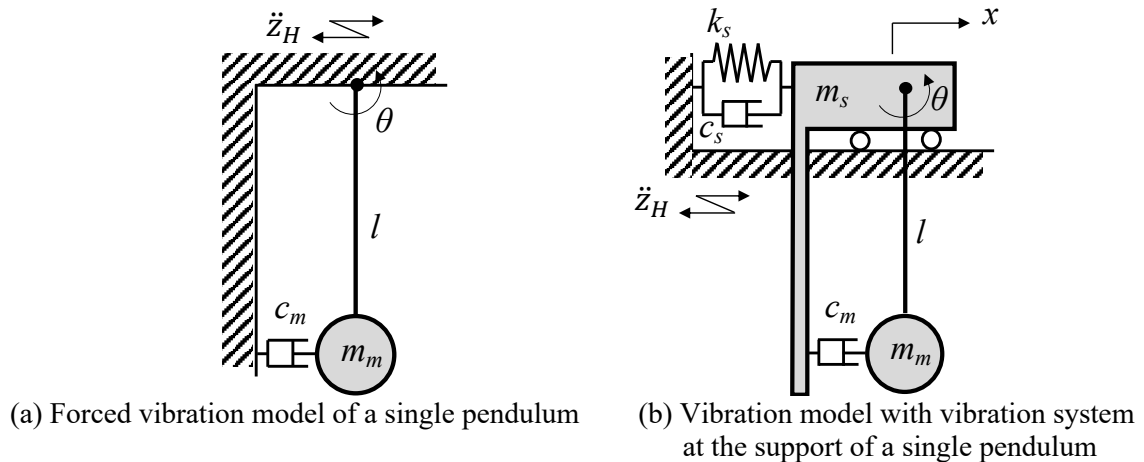 z̈_H
θ
l
c_m
m_m
(a) Forced vibration model of a single pendulum
k_s
x
m_s
θ
c_s
z̈_H
l
c_m
m_m
(b) Vibration model with vibration system
at the support of a single pendulum